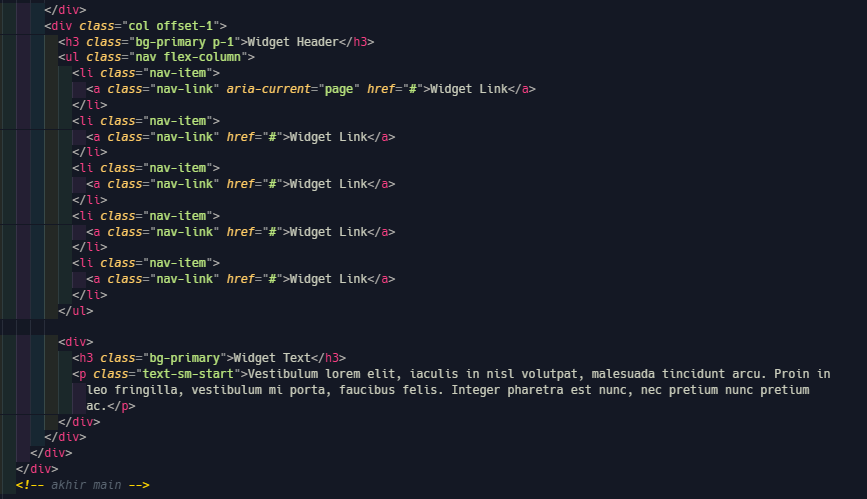 </div>
<div class="col offset-1">
<h3 class="bg-primary p-1">Widget Header</h3>
<ul class="nav flex-column">
<li class="nav-item">
<a class="nav-link" aria-current="page" href="#">Widget Link</a>
</li>
<li class="nav-item">
<a class="nav-link" href="#">Widget Link</a>
</li>
<li class="nav-item">
<a class="nav-link" href="#">Widget Link</a>
</li>
<li class="nav-item">
<a class="nav-link" href="#">Widget Link</a>
</li>
<li class="nav-item">
<a class="nav-link" href="#">Widget Link</a>
</li>
</ul>
<div>
<h3 class="bg-primary">Widget Text</h3>
<p class="text-sm-start">Vestibulum lorem elit, iaculis in nisl volutpat, malesuada tincidunt arcu. Proin in
leo fringilla, vestibulum mi porta, faucibus felis. Integer pharetra est nunc, nec pretium nunc pretium
ac.</p>
</div>
</div>
</div>
</div>
<!-- akhir main -->